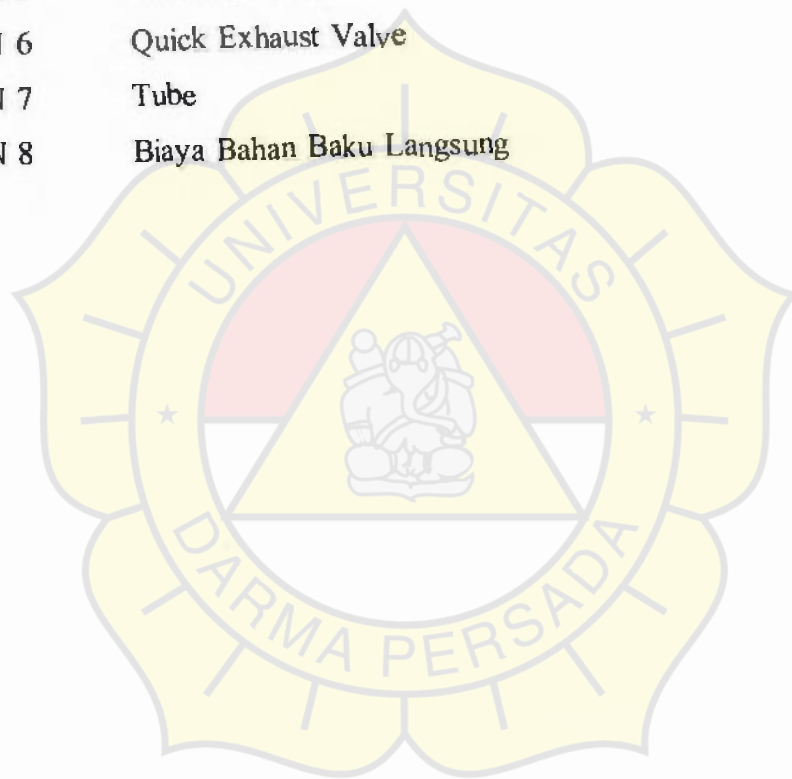 N 6 Quick Exhaust Valve
N 7 Tube
N 8 Biaya Bahan Baku Langsung
UNIVERSITAS
DARMA PERSADA